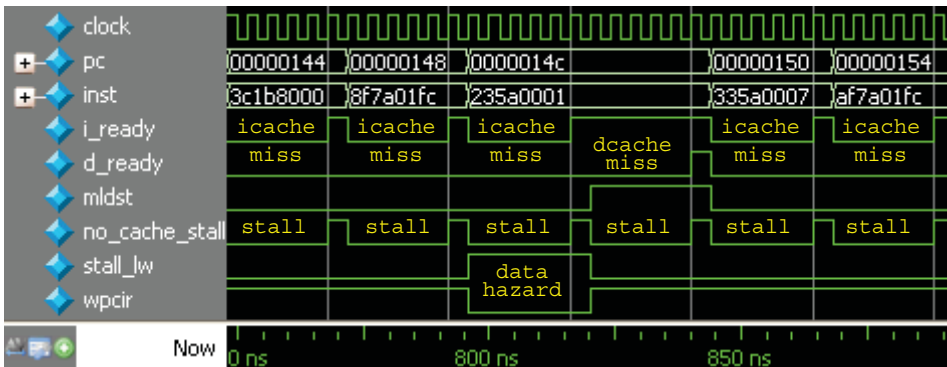 clock
pc 00000144 00000148 0000014c 00000150 00000154
inst 3c1b8000 8f7a01fc 235a0001 335a0007 af7a01fc
i_ready icache icache icache icache icache
dcache
d_ready miss miss miss miss miss miss
mldst
no_cache_stall stall stall stall stall stall stall
stall_lw data
hazard
wpcir
Now 0 ns 800 ns 850 ns